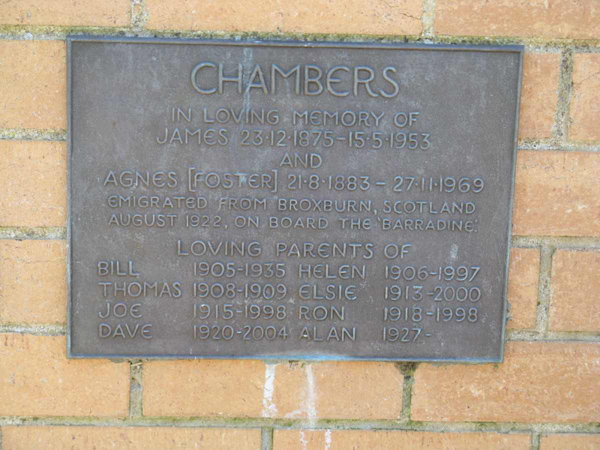 CHAMBERS
IN LOVING MEMORY OF
JAMES 23·12·1875-15·5·1953
AND
AGNES [FOSTER] 21·8·1883 - 27·11·1969
EMIGRATED FROM BROXBURN, SCOTLAND
AUGUST 1922, ON BOARD THE "BARRADINE"
LOVING PARENTS OF
BILL 1905-1935 HELEN 1906-1997
THOMAS 1908-1909 ELSIE 1913-2000
JOE 1915-1998 RON 1918-1998
DAVE 1920-2004 ALAN 1927-